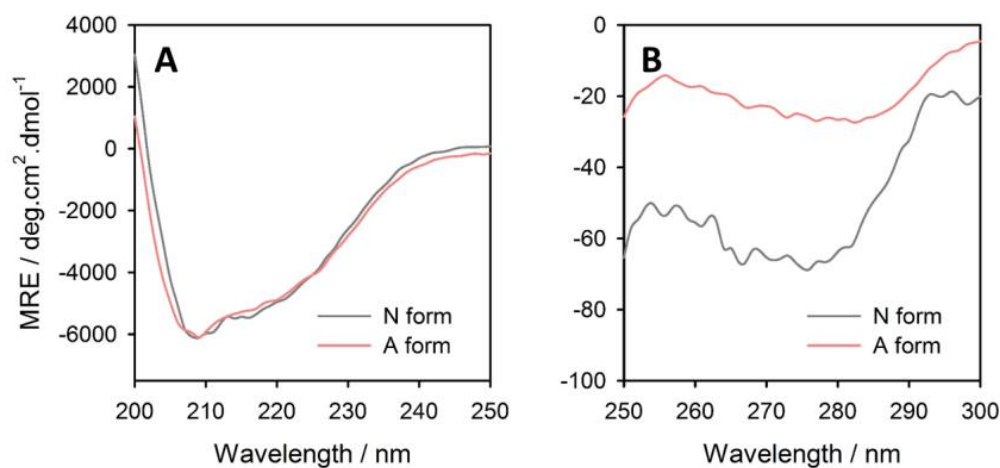 A
B
MRE / deg.cm².dmol⁻¹
4000
2000
0
-2000
-4000
-6000
200
210
220
230
240
250
Wavelength / nm
N form
A form
0
-20
-40
-60
-80
-100
250
260
270
280
290
300
Wavelength / nm
N form
A form